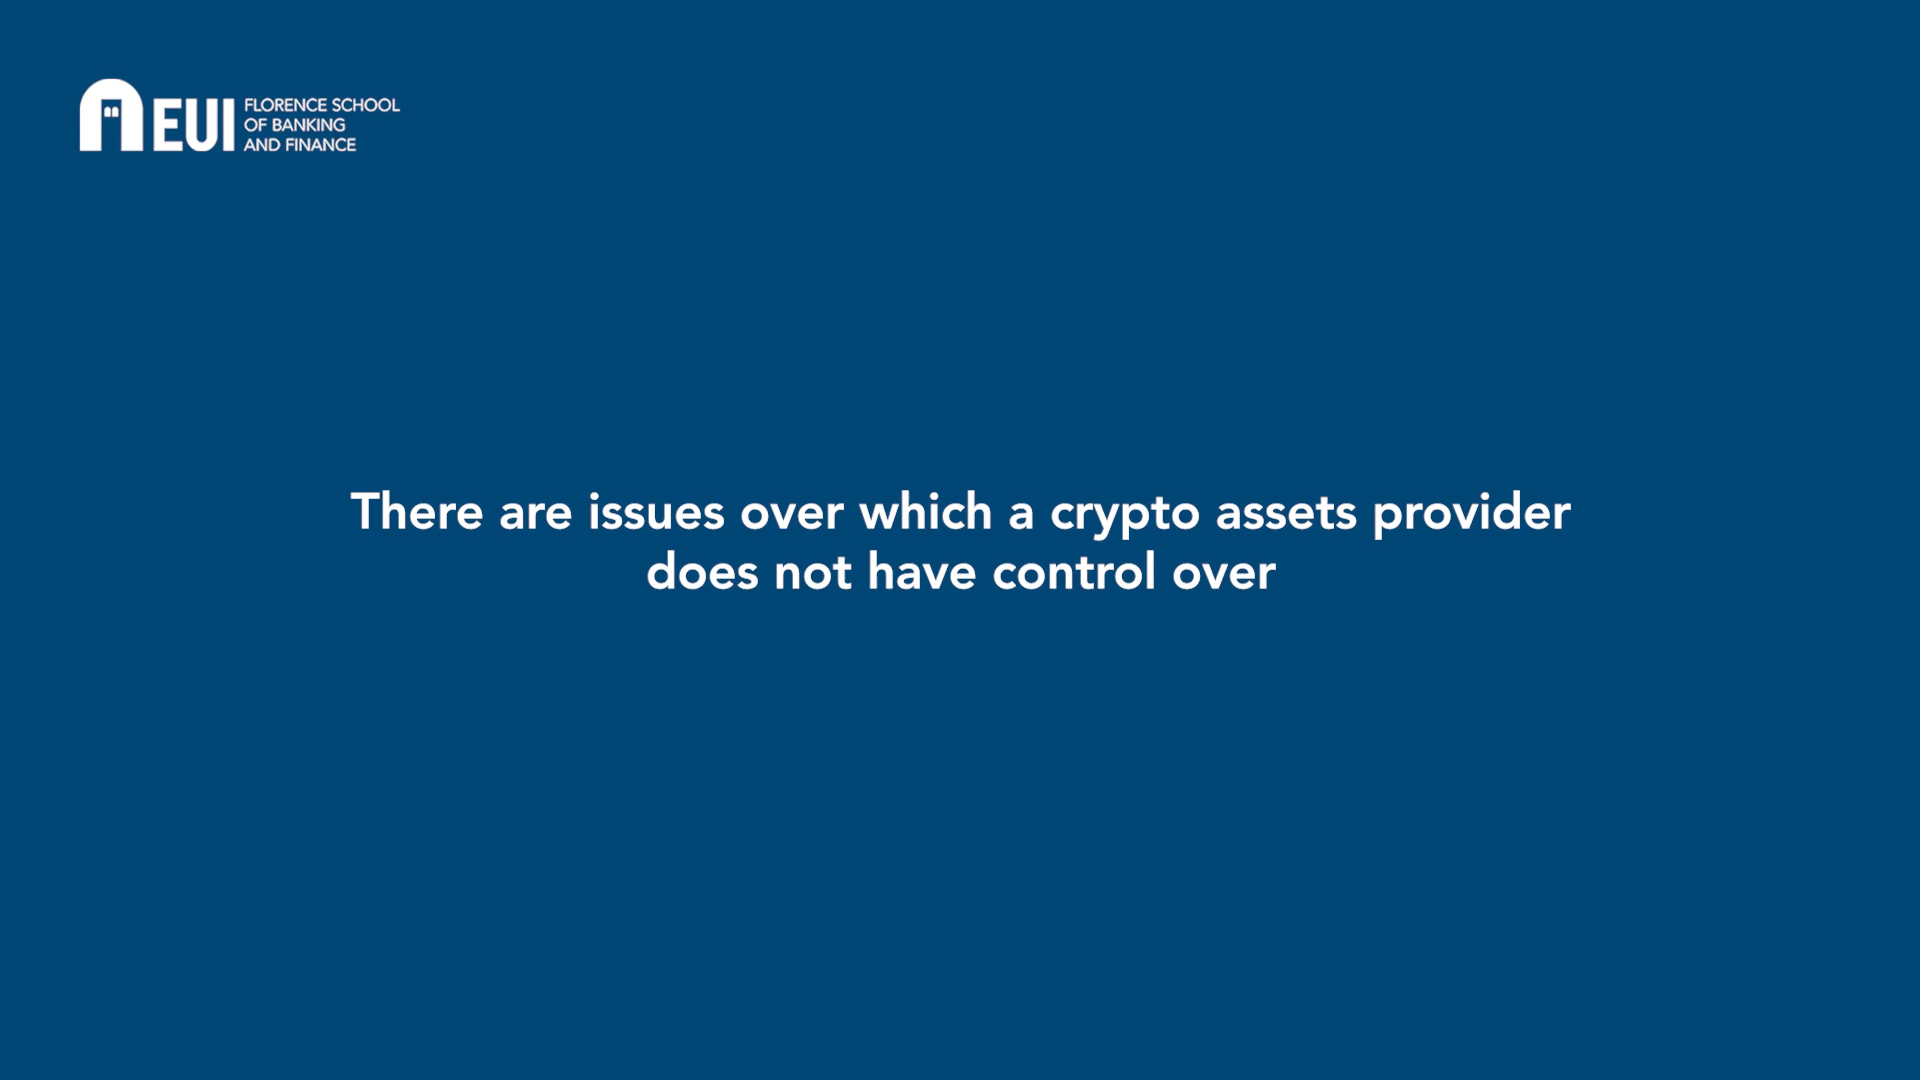 EUI
FLORENCE SCHOOL
OF BANKING
AND FINANCE
There are issues over which a crypto assets provider
does not have control over